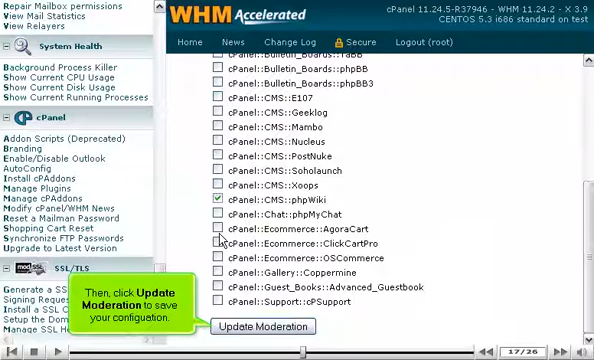 Repair Mailbox permissions
View Mail Statistics
View Relayers
System Health
Background Process Killer
Show Current CPU Usage
Show Current Disk Usage
Show Current Running Processes
cPanel
Addon Scripts (Deprecated)
Branding
Enable/Disable Outlook
AutoConfig
Install cPAddons
Manage Plugins
Manage cPAddons
Modify cPanel/WHM News
Reset a Mailman Password
Shopping Cart Reset
Synchronize FTP Passwords
Upgrade to Latest Version
mod_SSL SSL/TLS
Generate a S
Signing Reque
Install a SSL C
Setup the Dom
Manage SSL H
WHM Accelerated
cPanel 11.24.5-R37946 - WHM 11.24.2 - X 3.9
CENTOS 5.3 i686 standard on test
Home News Change Log Secure Logout (root)
cPanel::Bulletin_Boards::YaBB
cPanel::Bulletin_Boards::phpBB
cPanel::Bulletin_Boards::phpBB3
cPanel::CMS::E107
cPanel::CMS::Geeklog
cPanel::CMS::Mambo
cPanel::CMS::Nucleus
cPanel::CMS::PostNuke
cPanel::CMS::Soholaunch
cPanel::CMS::Xoops
cPanel::CMS::phpWiki
cPanel::Chat::phpMyChat
cPanel::Ecommerce::AgoraCart
cPanel::Ecommerce::ClickCartPro
cPanel::Ecommerce::OSCommerce
cPanel::Gallery::Coppermine
cPanel::Guest_Books::Advanced_Guestbook
cPanel::Support::cPSupport
Update Moderation
Then, click Update
Moderation to save
your configuation.
17/26